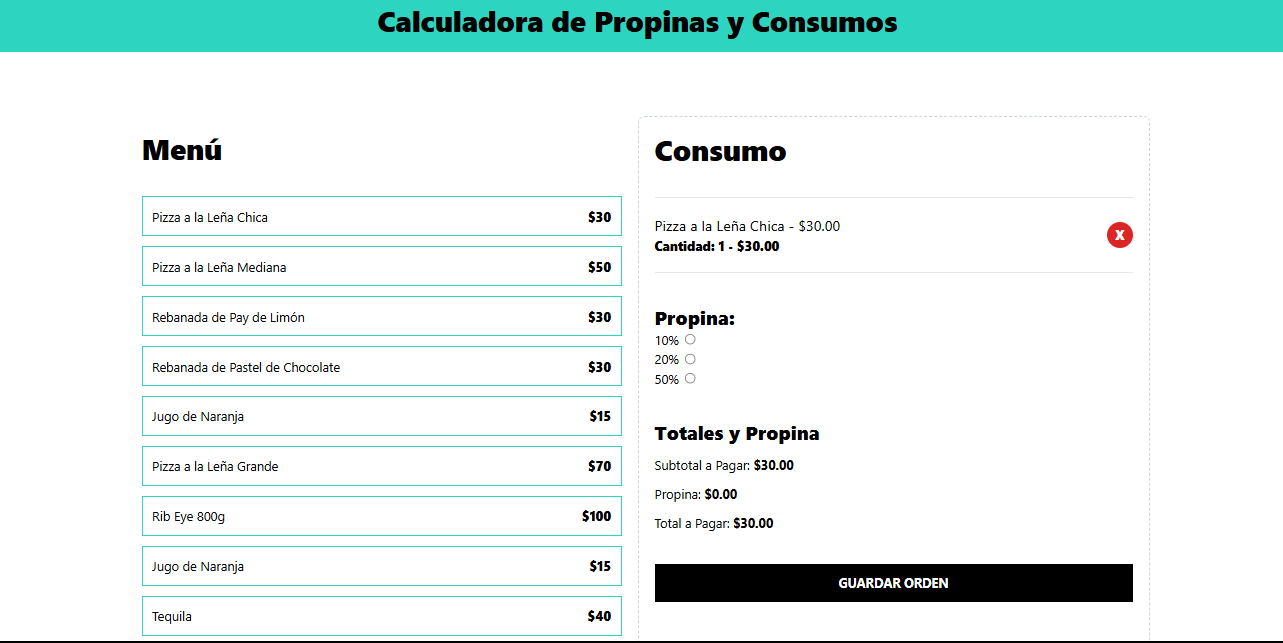 Calculadora de Propinas y Consumos
Menú
Pizza a la Leña Chica $30
Pizza a la Leña Mediana $50
Rebanada de Pay de Limón $30
Rebanada de Pastel de Chocolate $30
Jugo de Naranja $15
Pizza a la Leña Grande $70
Rib Eye 800g $100
Jugo de Naranja $15
Tequila $40
Consumo
Pizza a la Leña Chica - $30.00
Cantidad: 1 - $30.00
X
Propina:
10%
20%
50%
Totales y Propina
Subtotal a Pagar: $30.00
Propina: $0.00
Total a Pagar: $30.00
GUARDAR ORDEN